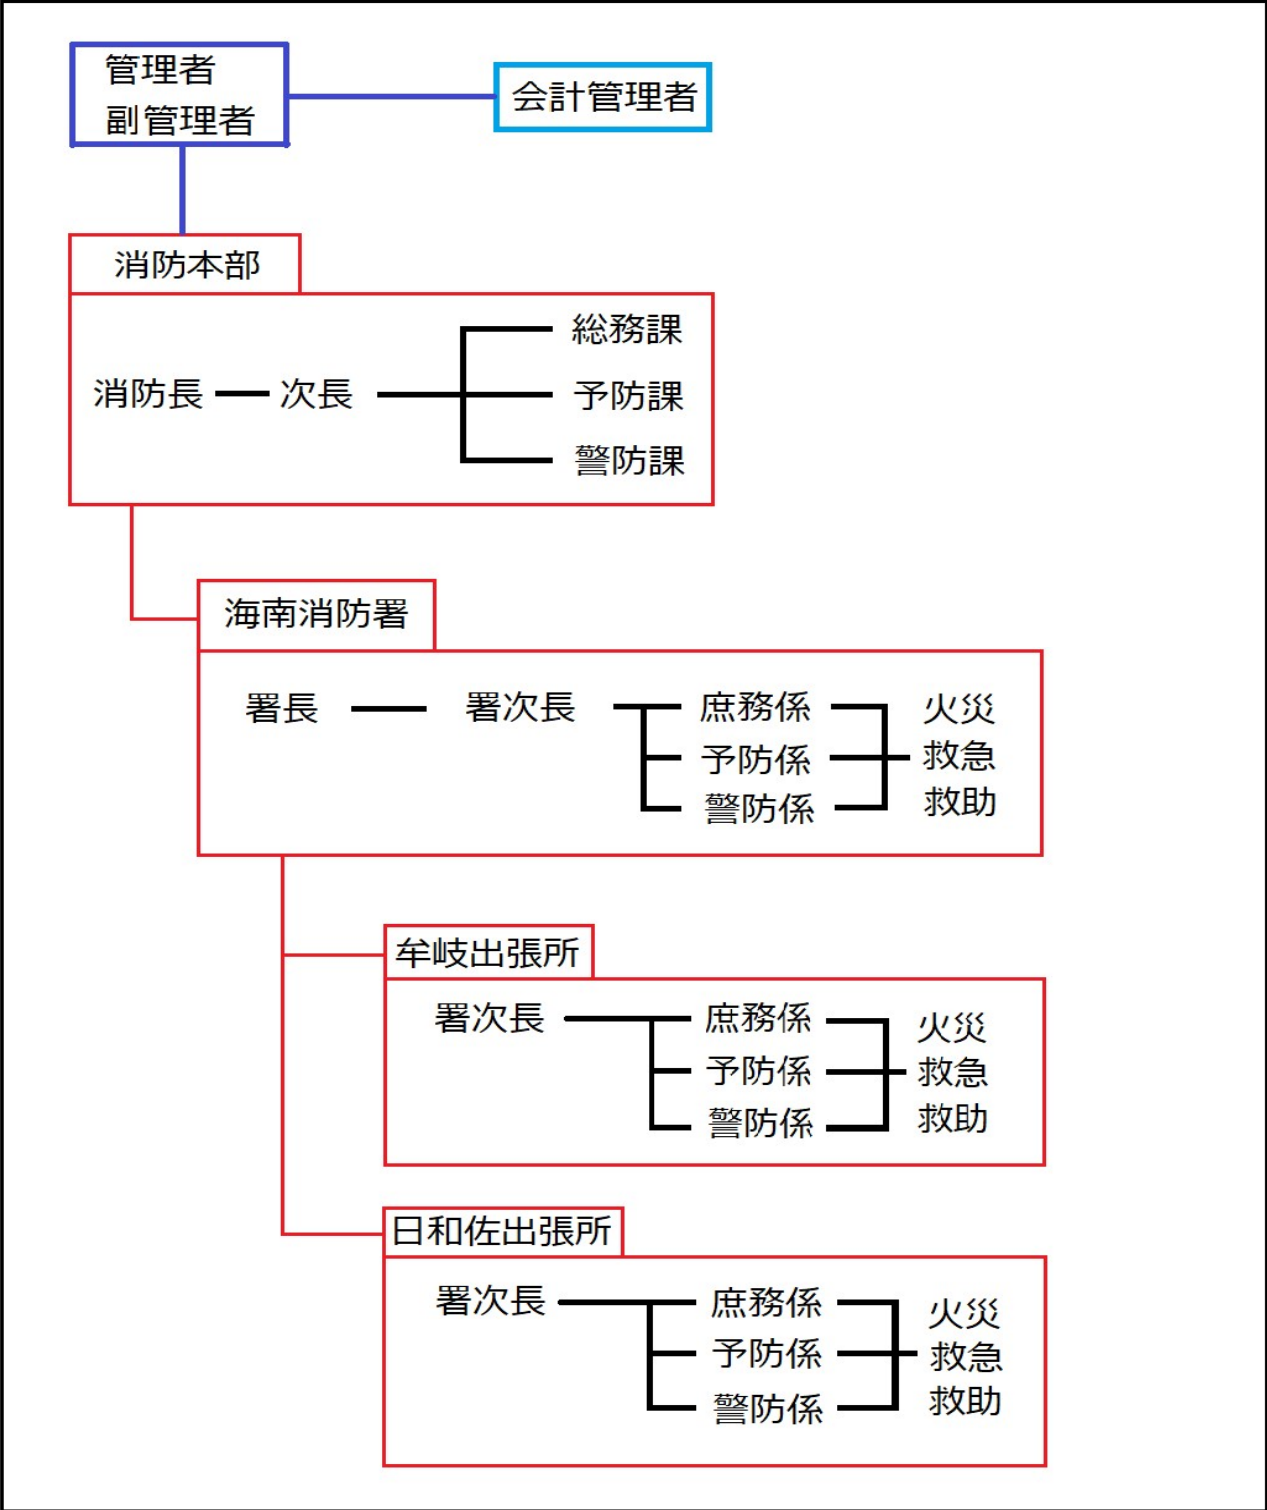 管理者
副管理者
会計管理者
消防本部
消防長
次長
総務課
予防課
警防課
海南消防署
署長
署次長
庶務係
予防係
警防係
火災
救急
救助
牟岐出張所
署次長
庶務係
予防係
警防係
火災
救急
救助
日和佐出張所
署次長
庶務係
予防係
警防係
火災
救急
救助